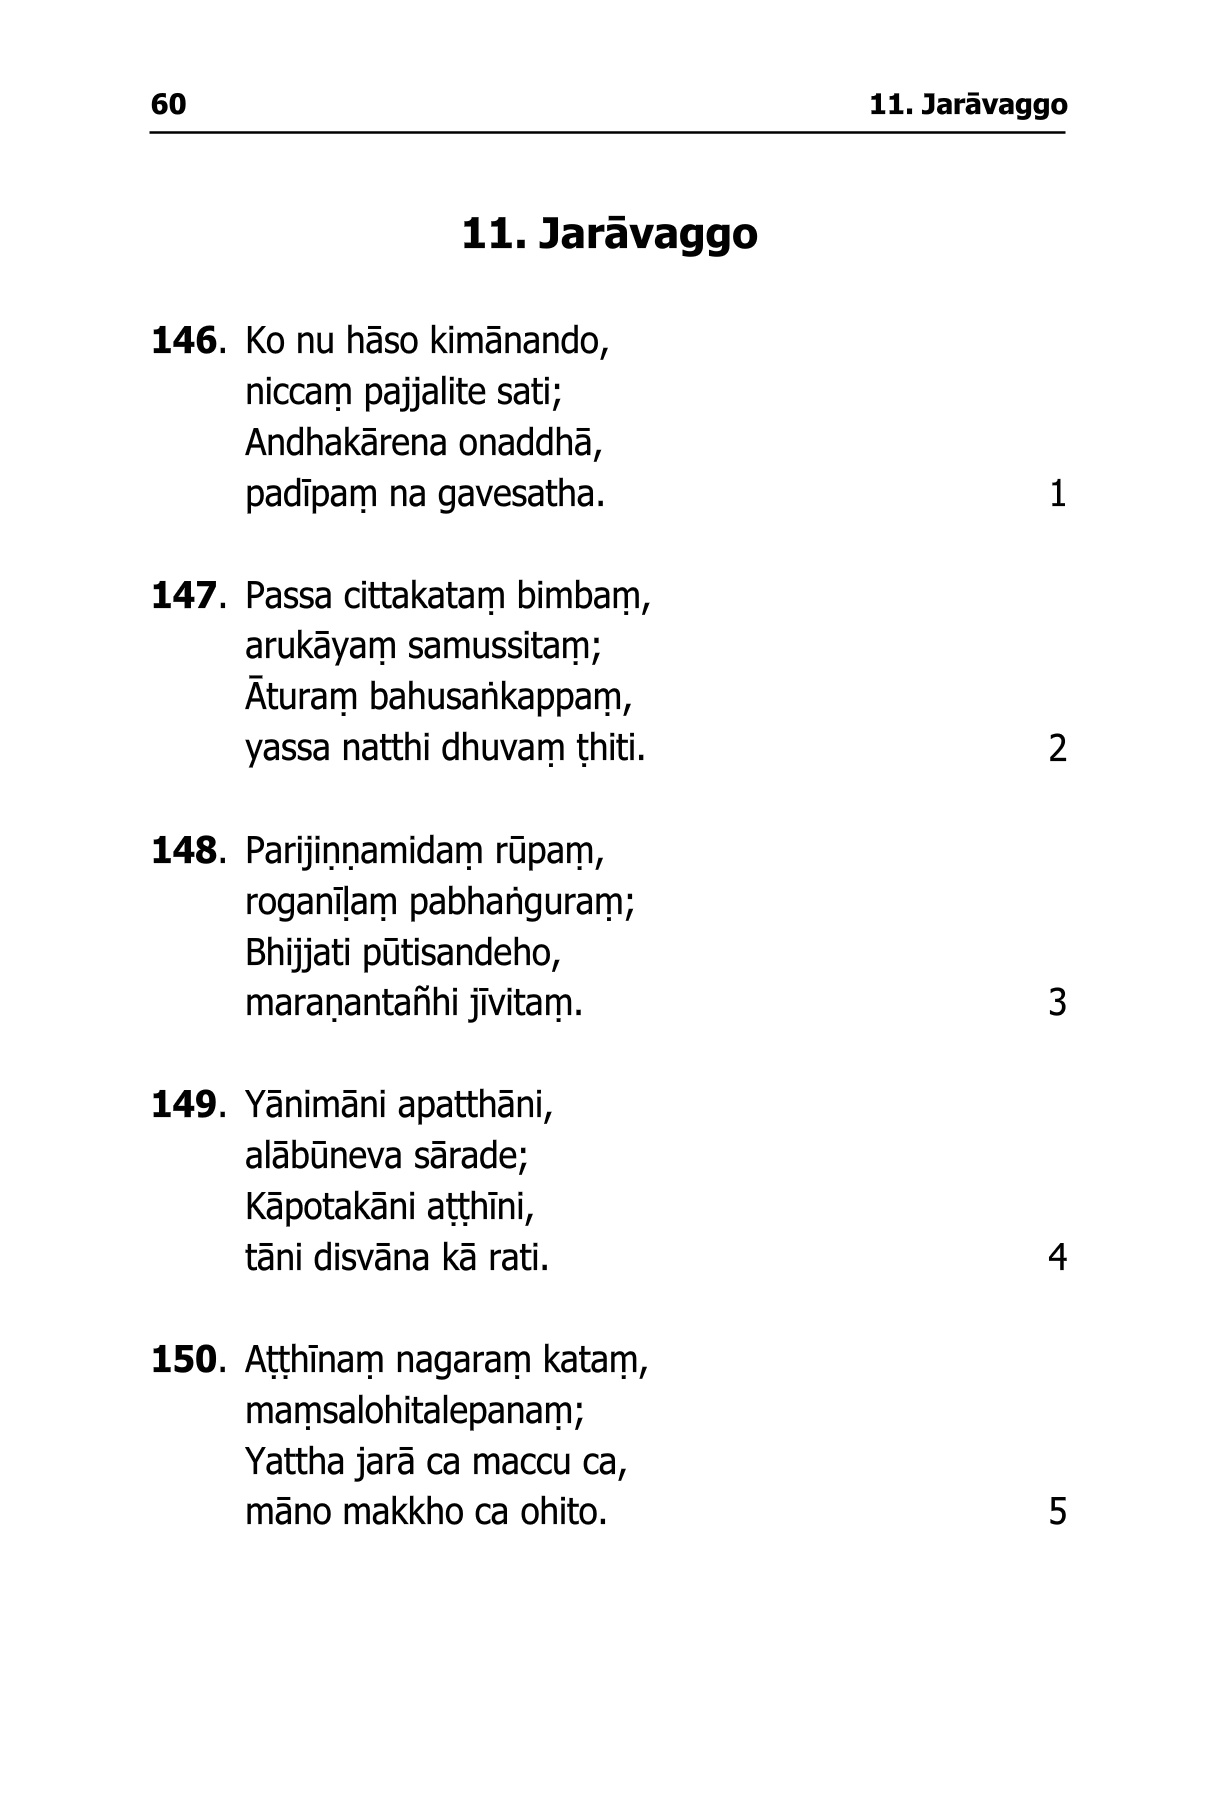 60 11. Jarāvaggo
11. Jarāvaggo
146. Ko nu hāso kimānando,
niccaṃ pajjalite sati;
Andhakārena onaddhā,
padīpaṃ na gavesatha. 1
147. Passa cittakataṃ bimbaṃ,
arukāyaṃ samussitaṃ;
Āturaṃ bahusaṅkappaṃ,
yassa natthi dhuvaṃ ṭhiti. 2
148. Parijiṇṇamidaṃ rūpaṃ,
roganīḷaṃ pabhaṅguraṃ;
Bhijjati pūtisandeho,
maraṇantañhi jīvitaṃ. 3
149. Yānimāni apatthāni,
alābūneva sārade;
Kāpotakāni aṭṭhīni,
tāni disvāna kā rati. 4
150. Aṭṭhīnaṃ nagaraṃ kataṃ,
maṃsalohitalepanaṃ;
Yattha jarā ca maccu ca,
māno makkho ca ohito. 5